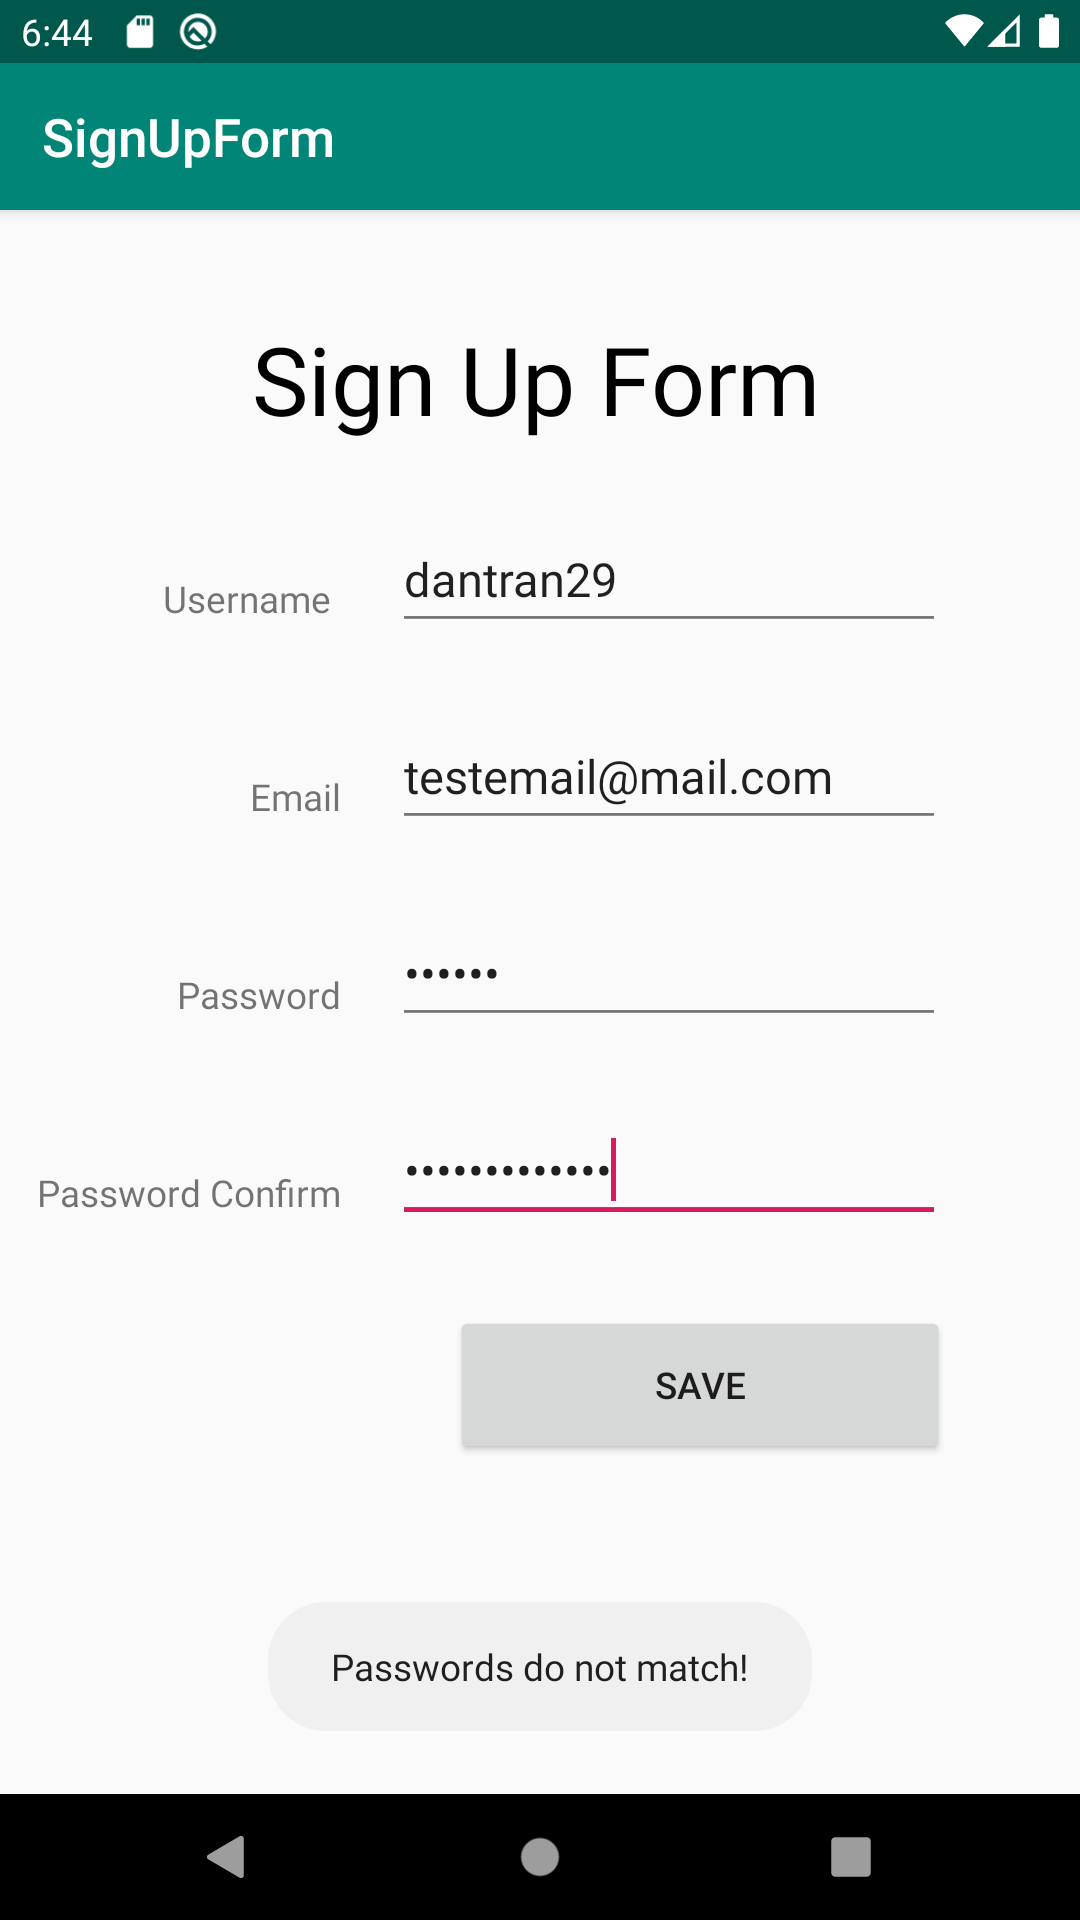 6:44
SignUpForm
Sign Up Form
Username dantran29
Email testemail@mail.com
Password ••••••
Password Confirm •••••••••••••
SAVE
Passwords do not match!